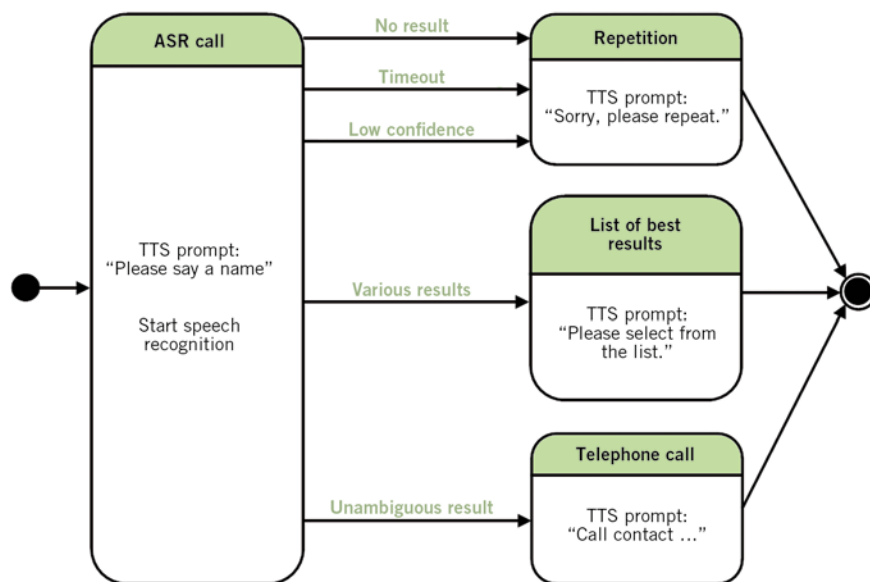 ASR call
TTS prompt:
“Please say a name”
Start speech
recognition
No result
Timeout
Low confidence
Various results
Unambiguous result
Repetition
TTS prompt:
“Sorry, please repeat.”
List of best
results
TTS prompt:
“Please select from
the list.”
Telephone call
TTS prompt:
“Call contact ...”